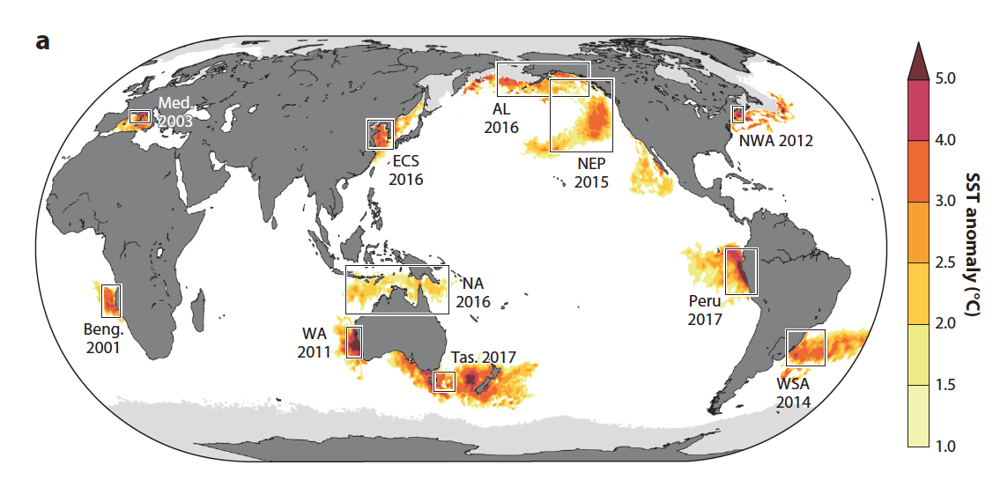 a
Med.
2003
AL
2016
ECS
2016
NEP
2015
NWA 2012
Beng.
2001
NA
2016
WA
2011
Tas. 2017
Peru
2017
WSA
2014
5.0
4.0
3.0
2.5
2.0
1.5
1.0
SST anomaly (°C)